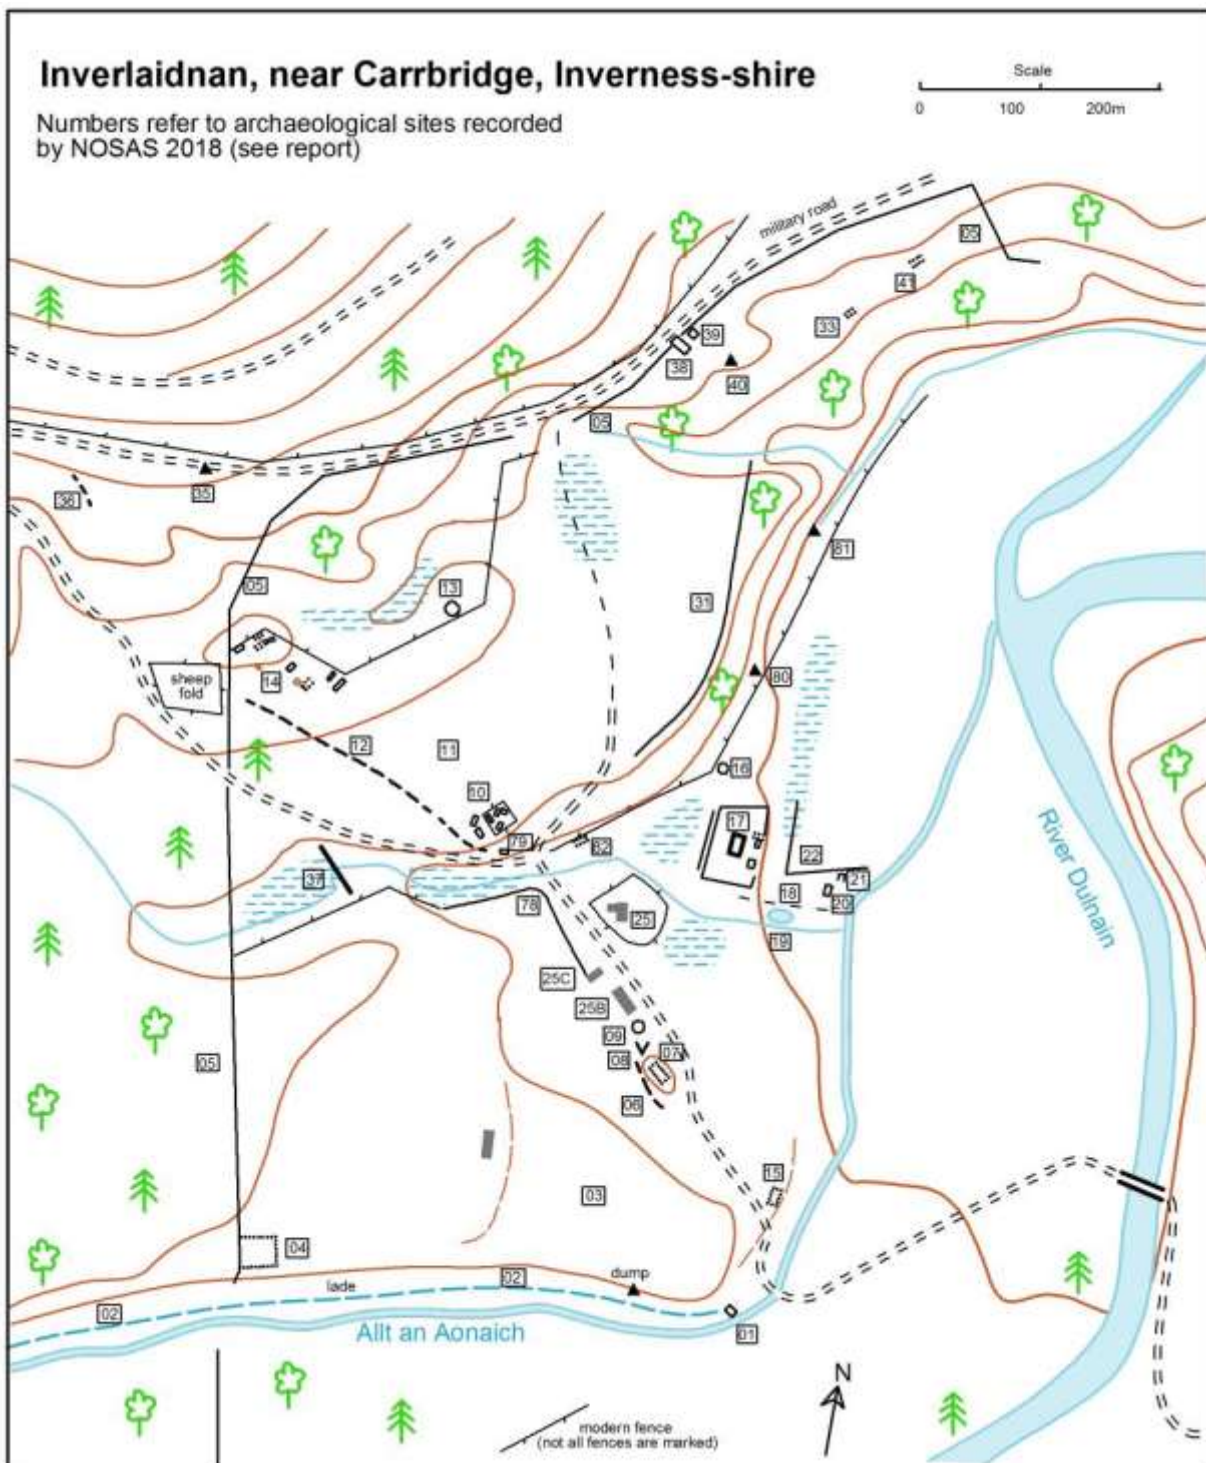 Inverlaidnan, near Carrbridge, Inverness-shire
Scale
0 100 200m
Numbers refer to archaeological sites recorded
by NOSAS 2018 (see report)
military road
05
41
33
39
38
40
05
36
35
81
05
13
31
sheep
fold
14
80
12
11
16
10
17
79
82
22
37
18
21
20
78
25
19
River Dulnain
25C
25B
09
07
08
05
06
15
03
04
02
dump
lade
02
Allt an Aonaich
01
N
modern fence
(not all fences are marked)